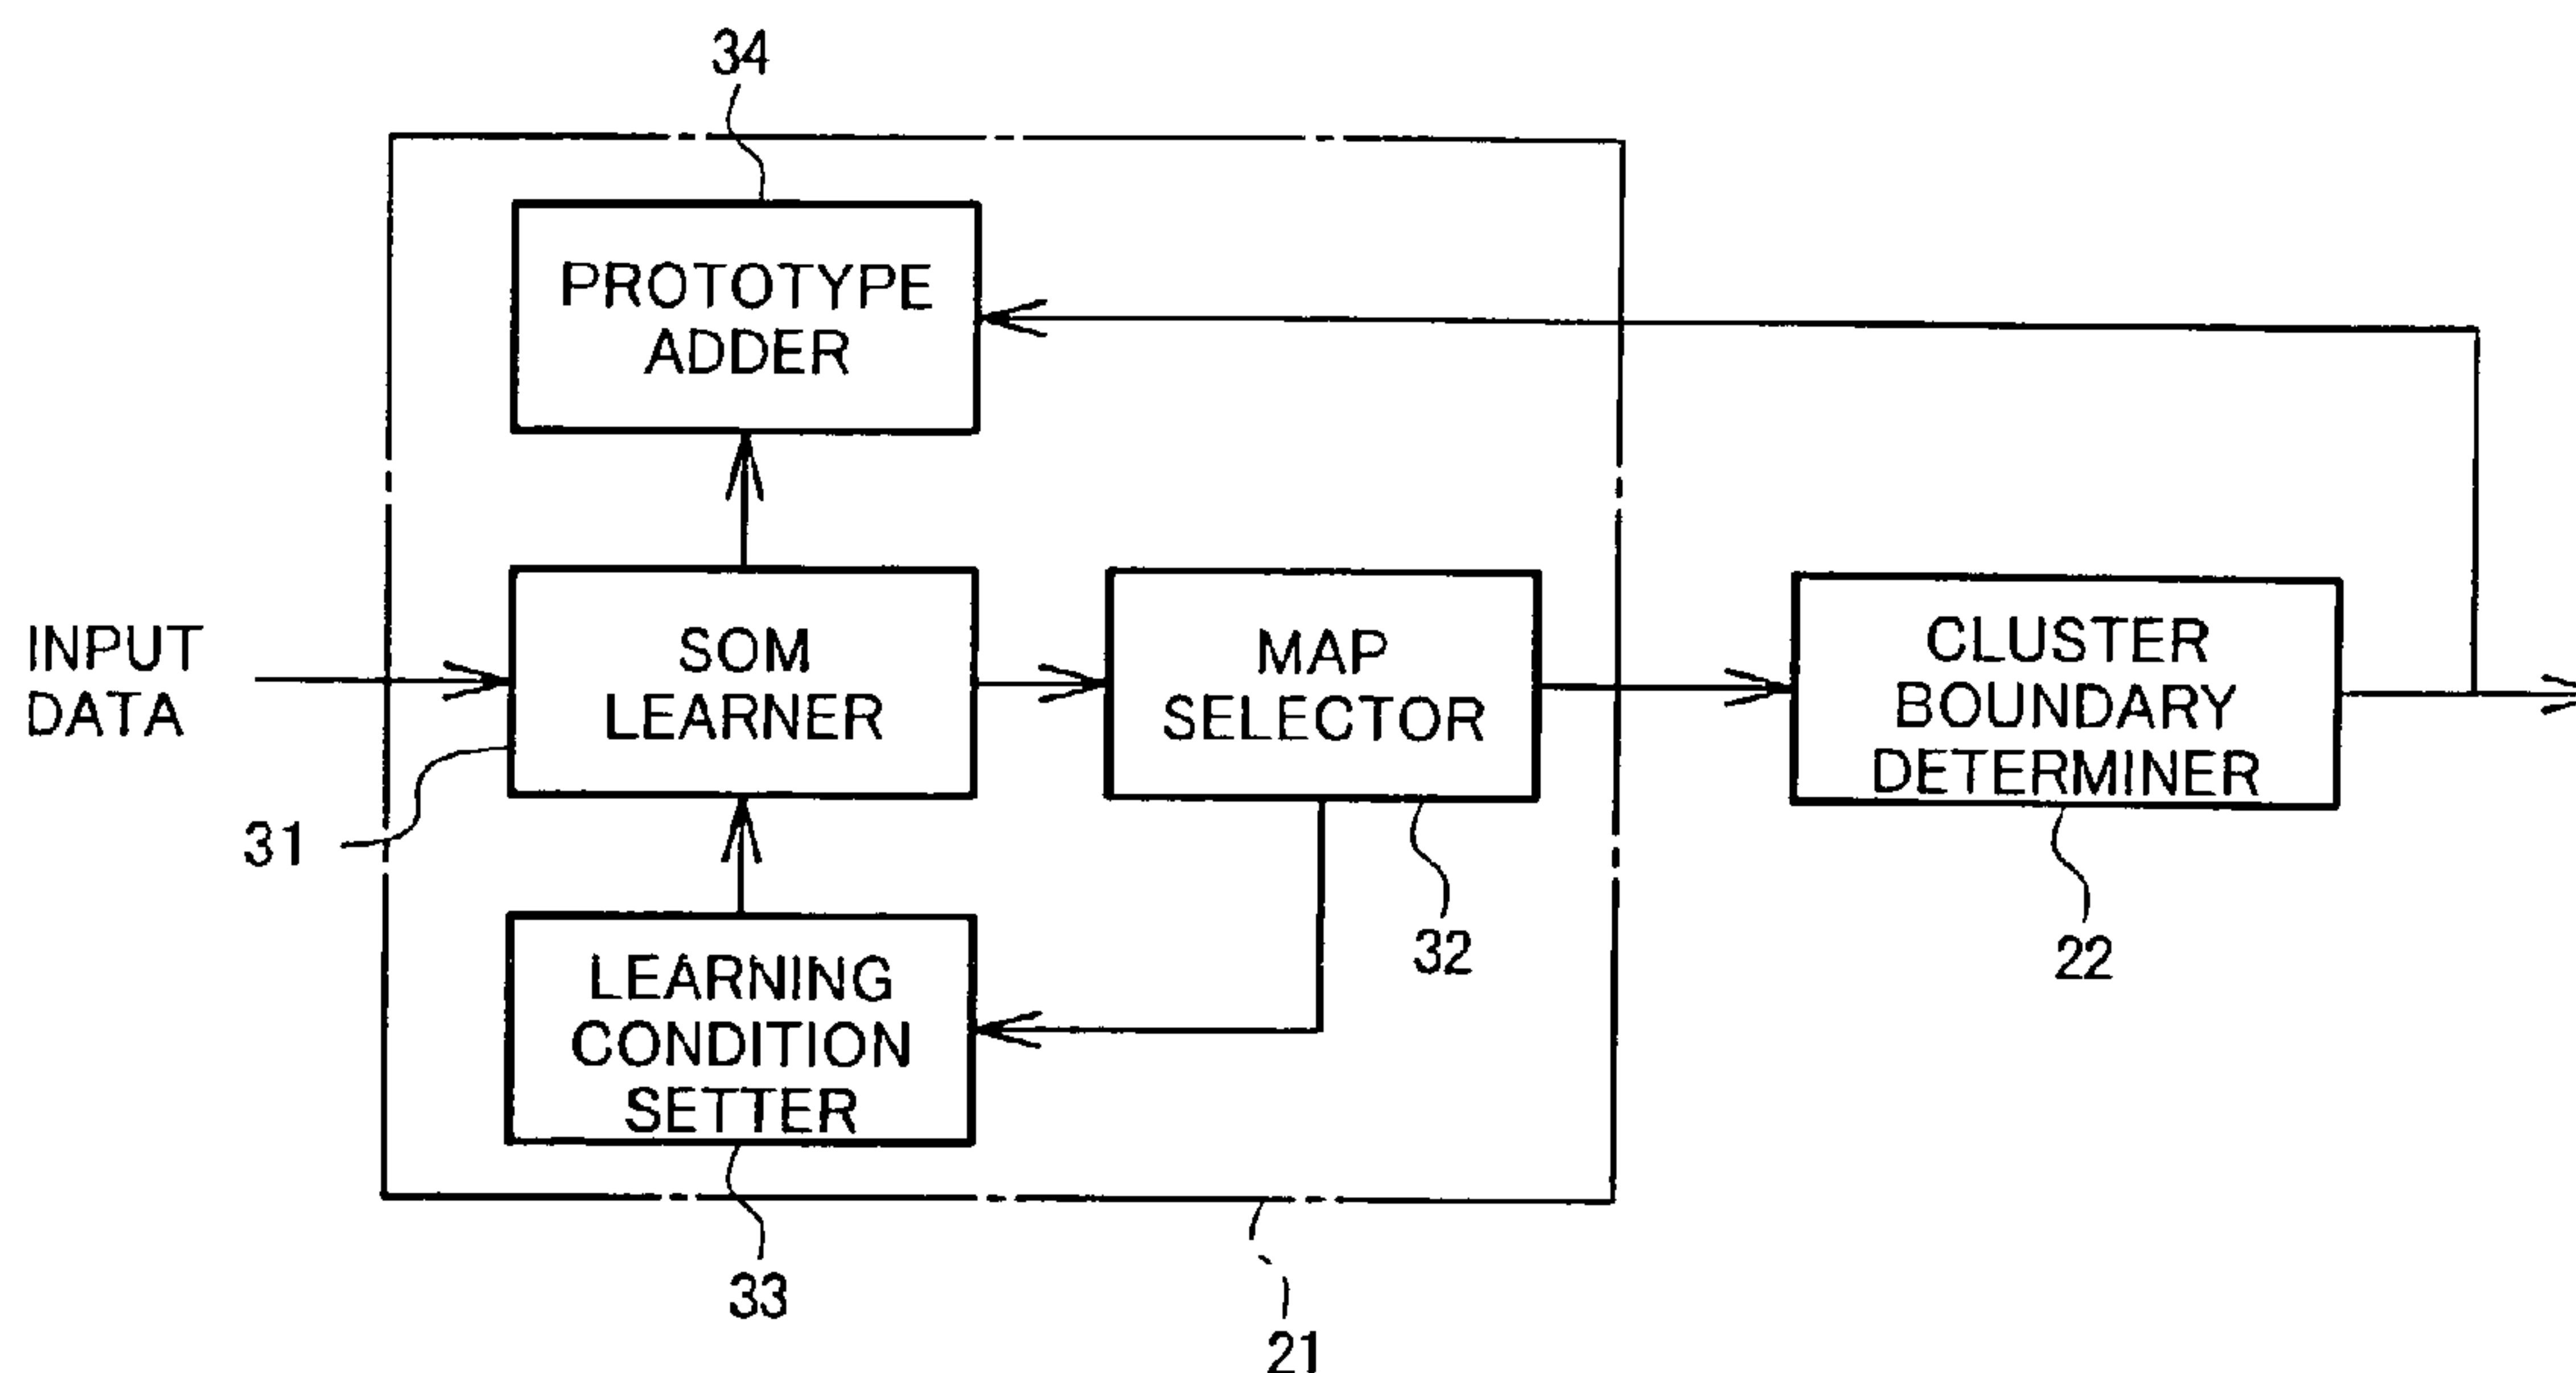 34
PROTOTYPE
ADDER
INPUT
DATA
SOM
LEARNER
MAP
SELECTOR
CLUSTER
BOUNDARY
DETERMINER
31
32
22
LEARNING
CONDITION
SETTER
33
21